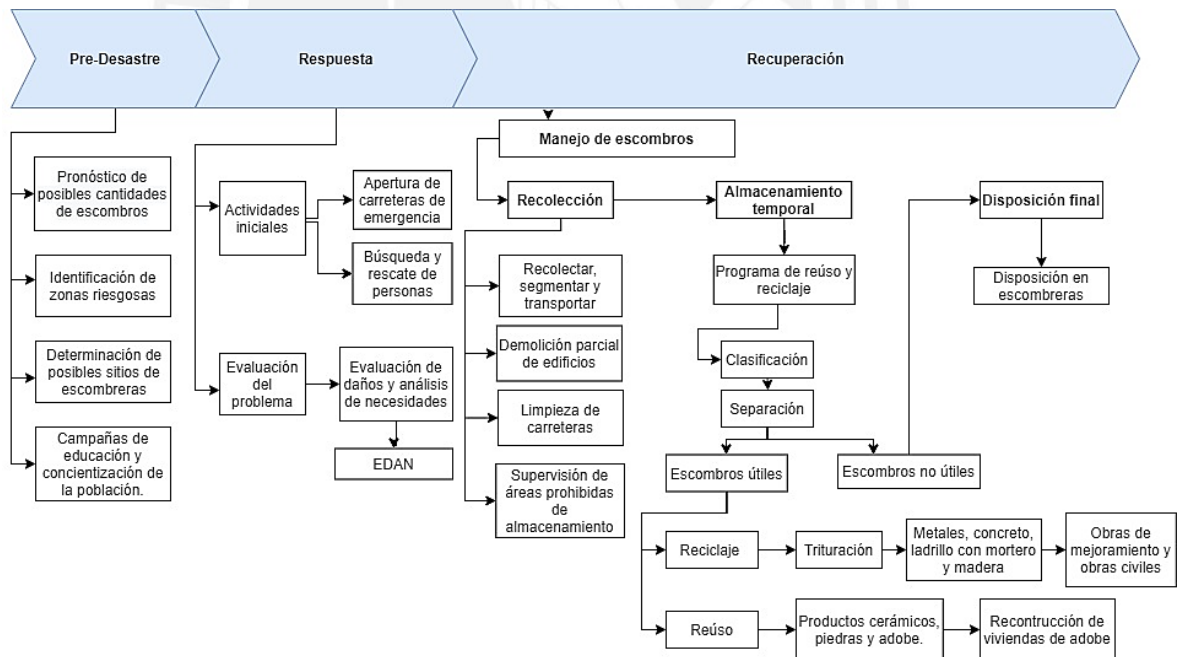 Pre-Desastre
Respuesta
Recuperación
Pronóstico de
posibles cantidades
de escombros
Identificación de
zonas riesgosas
Determinación de
posibles sitios de
escombreras
Campañas de
educación y
concientización de
la población.
Actividades
iniciales
Apertura de
carreteras de
emergencia
Búsqueda y
rescate de
personas
Evaluación
del
problema
Evaluación de
daños y análisis
de necesidades
EDAN
Manejo de escombros
Recolección
Recolectar,
segmentar y
transportar
Demolición parcial
de edificios
Limpieza de
carreteras
Supervisión de
áreas prohibidas
de
almacenamiento
Almacenamiento
temporal
Programa de reúso y
reciclaje
Clasificación
Separación
Escombros útiles
Escombros no útiles
Disposición final
Disposición en
escombreras
Reciclaje
Trituración
Metales, concreto,
ladrillo con mortero
y madera
Obras de
mejoramiento y
obras civiles
Reúso
Productos cerámicos,
piedras y adobe.
Recontrucción de
viviendas de adobe